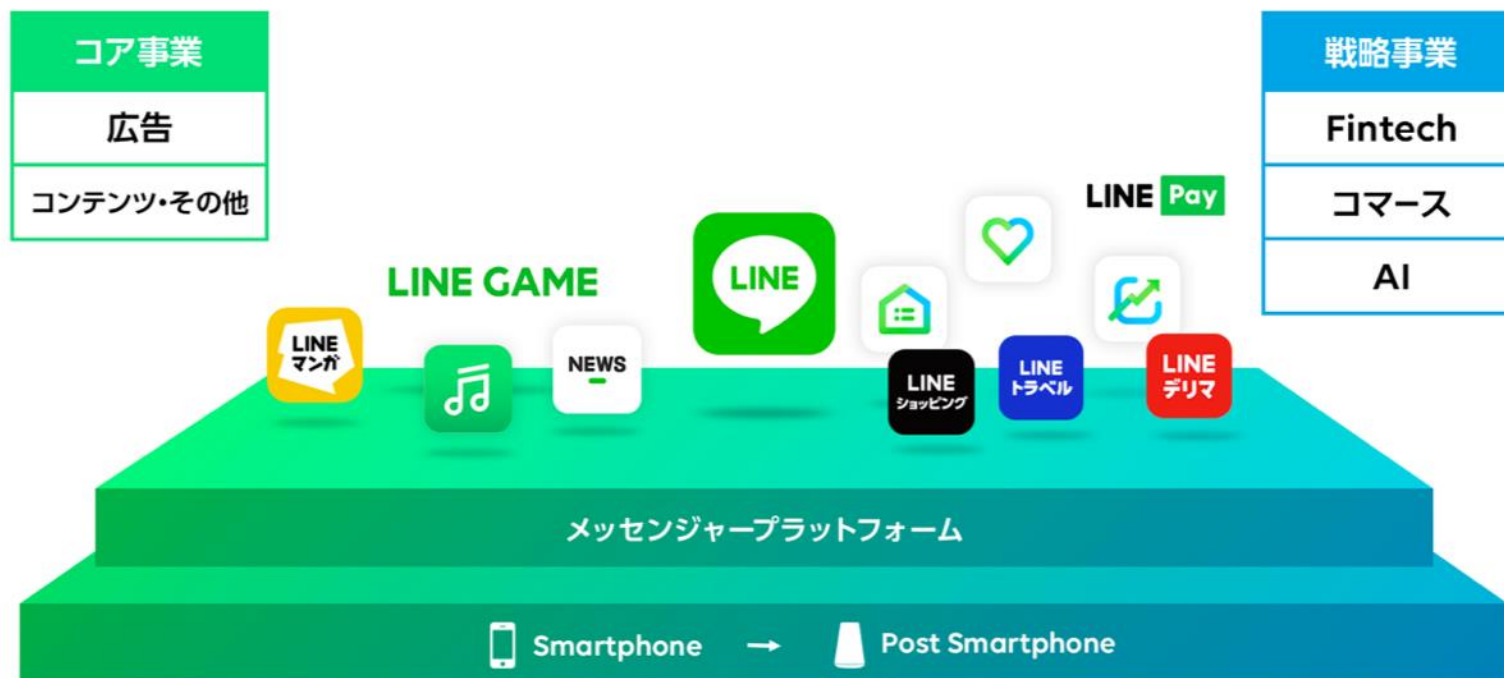 コア事業
広告
コンテンツ・その他
戦略事業
Fintech
コマース
AI
LINE Pay
LINE GAME
LINE
LINE
マンガ
NEWS
LINE
ショッピング
LINE
トラベル
LINE
デリマ
メッセンジャープラットフォーム
Smartphone → Post Smartphone